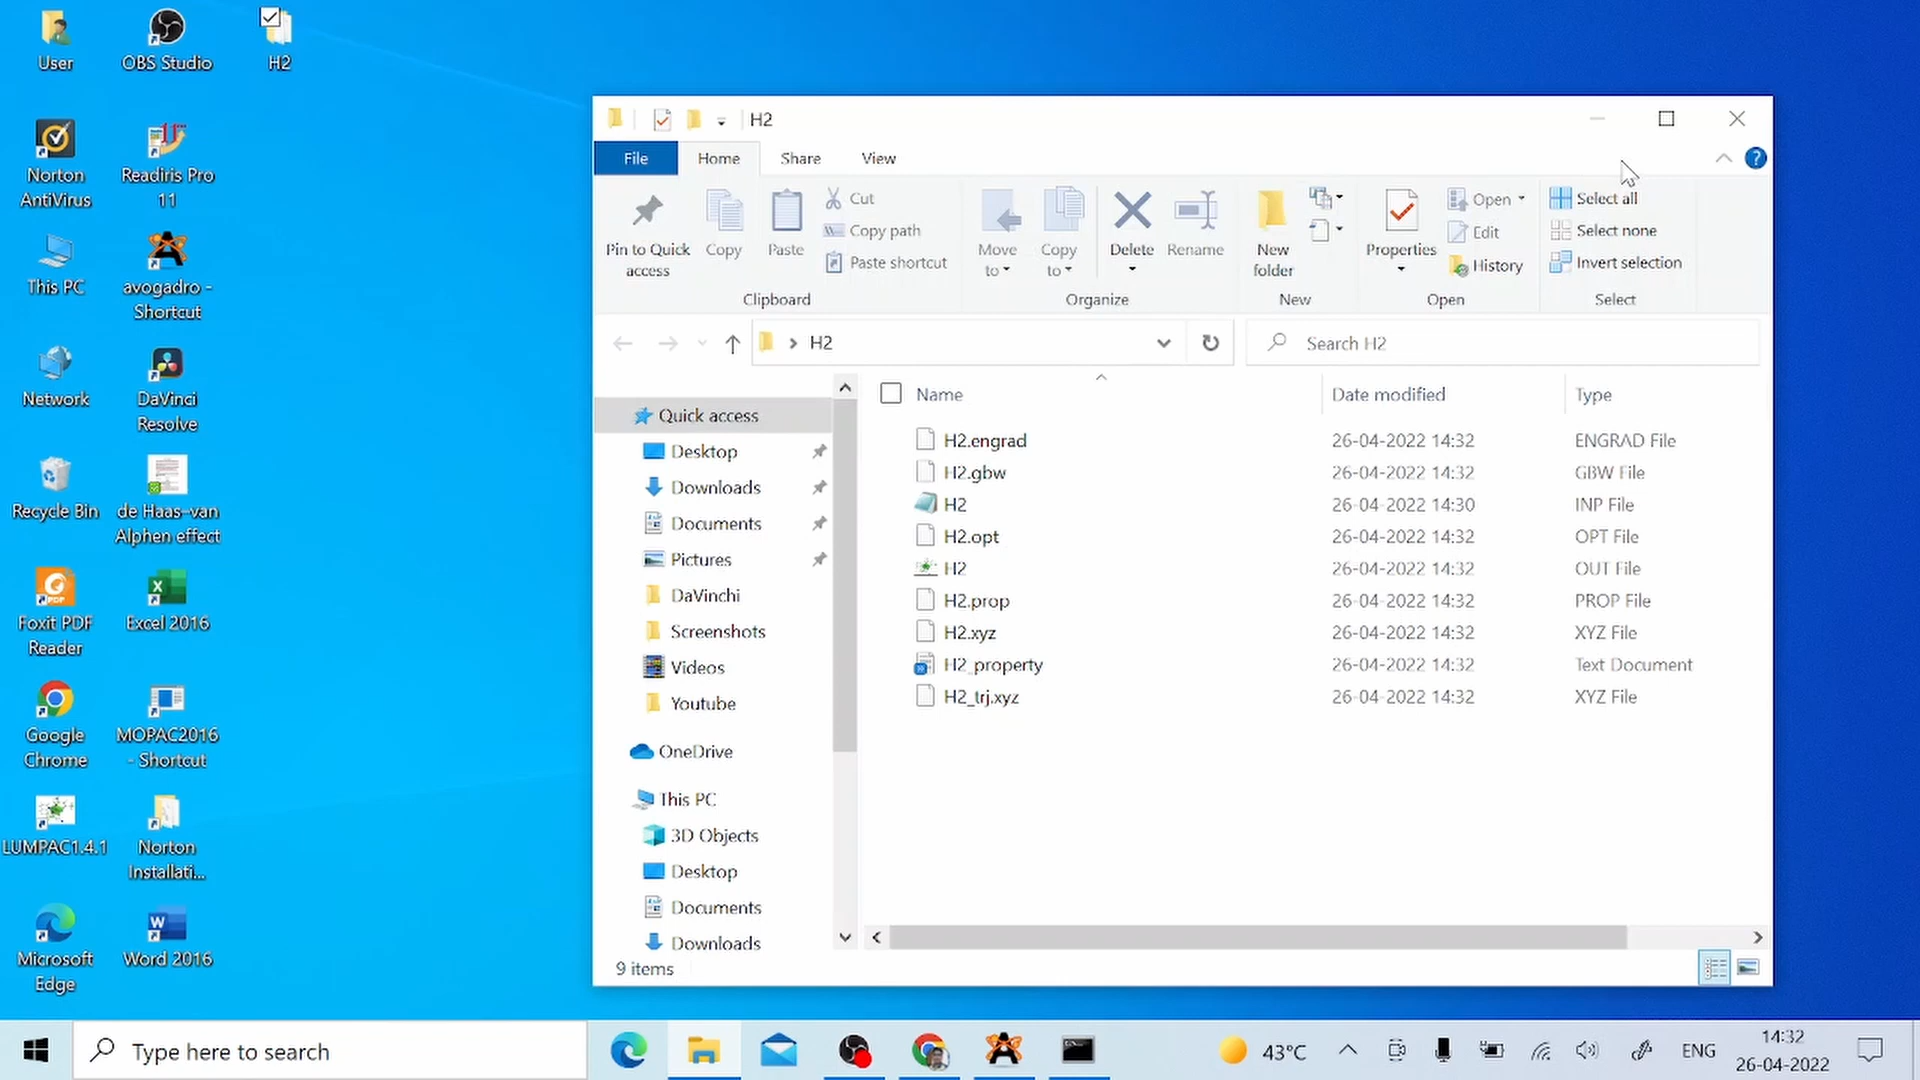 User
OBS Studio
H2
Norton
AntiVirus
Readiris Pro
11
This PC
avogadro -
Shortcut
Network
DaVinci
Resolve
Recycle Bin
de Haas–van
Alphen effect
Foxit PDF
Reader
Excel 2016
Google
Chrome
MOPAC2016
- Shortcut
LUMPAC1.4.1
Norton
Installati...
Microsoft
Edge
Word 2016
H2
File
Home
Share
View
Pin to Quick
access
Copy
Paste
Cut
Copy path
Paste shortcut
Clipboard
Move
to
Copy
to
Delete
Rename
Organize
New
folder
New
Properties
Open
Edit
History
Open
Select all
Select none
Invert selection
Select
H2
Search H2
Quick access
Desktop
Downloads
Documents
Pictures
DaVinchi
Screenshots
Videos
Youtube
OneDrive
This PC
3D Objects
Desktop
Documents
Downloads
Name Date modified Type
H2.engrad 26-04-2022 14:32 ENGRAD File
H2.gbw 26-04-2022 14:32 GBW File
H2 26-04-2022 14:30 INP File
H2.opt 26-04-2022 14:32 OPT File
H2 26-04-2022 14:32 OUT File
H2.prop 26-04-2022 14:32 PROP File
H2.xyz 26-04-2022 14:32 XYZ File
H2_property 26-04-2022 14:32 Text Document
H2_trj.xyz 26-04-2022 14:32 XYZ File
9 items
Type here to search
43°C
ENG
14:32
26-04-2022